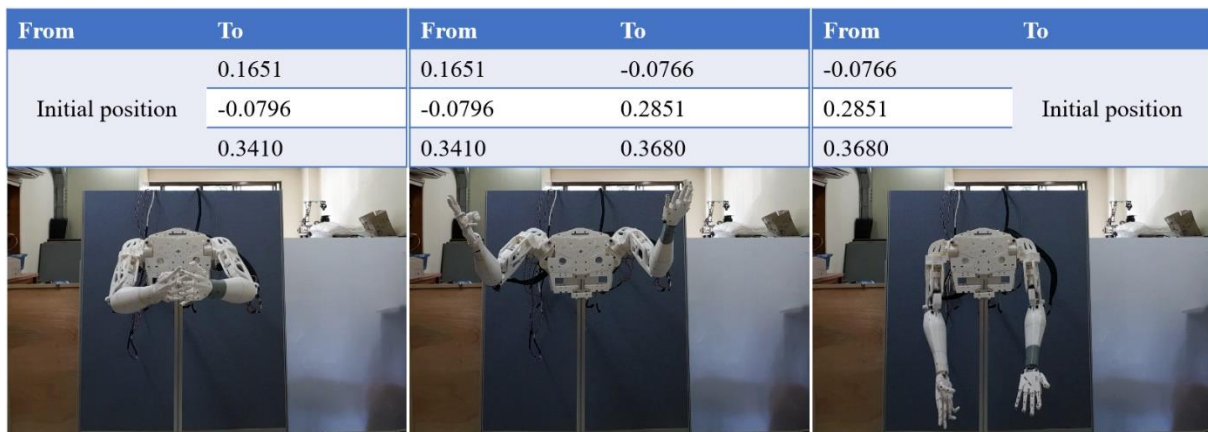 From To From To From To
0.1651 0.1651 -0.0766 -0.0766
Initial position -0.0796 -0.0796 0.2851 0.2851 Initial position
0.3410 0.3410 0.3680 0.3680